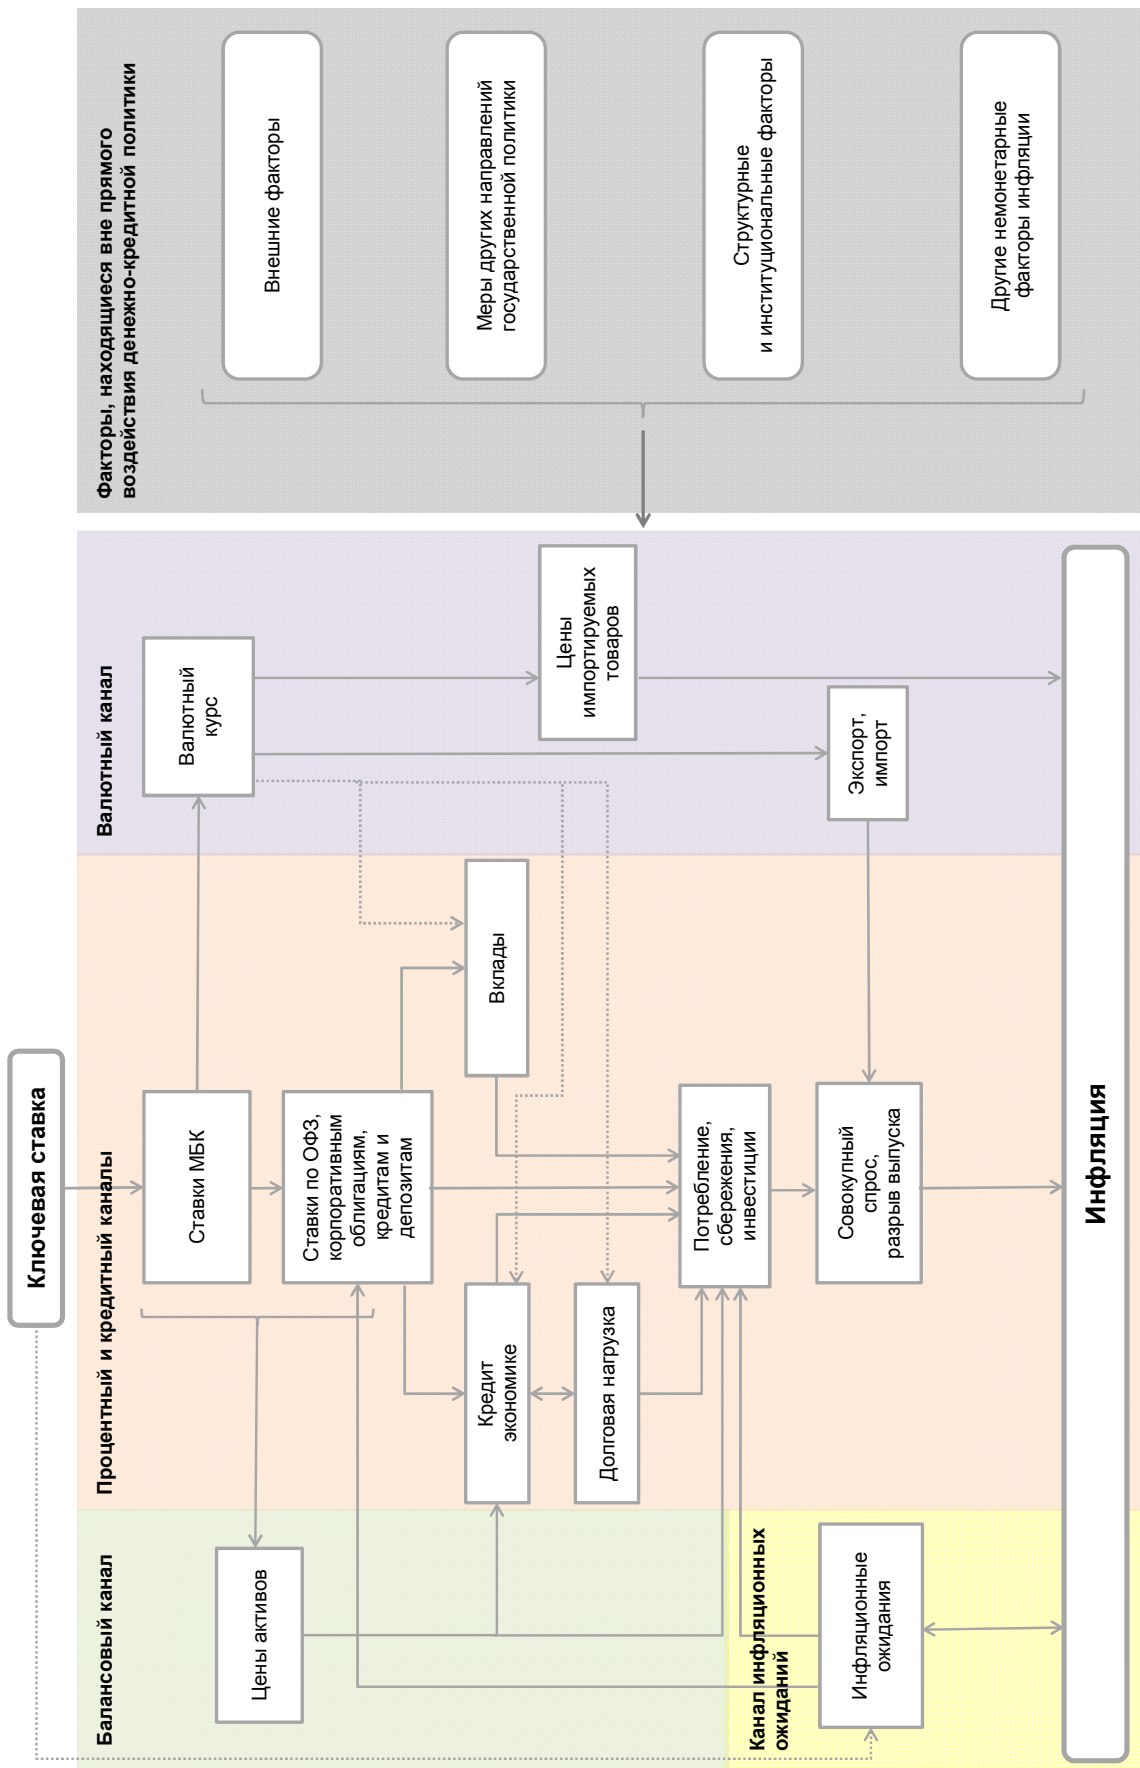 Ключевая ставка
Балансовый канал
Процентный и кредитный каналы
Валютный канал
Факторы, находящиеся вне прямого
воздействия денежно-кредитной политики
Ставки МБК
Валютный
курс
Цены активов
Ставки по ОФЗ,
корпоративным
облигациям,
кредитам и
депозитам
Кредит
экономике
Вклады
Долговая нагрузка
Цены
импортируемых
товаров
Потребление,
сбережения,
инвестиции
Канал инфляционных
ожиданий
Инфляционные
ожидания
Совокупный
спрос,
разрыв выпуска
Экспорт,
импорт
Инфляция
Внешние факторы
Меры других направлений
государственной политики
Структурные
и институциональные факторы
Другие немонетарные
факторы инфляции